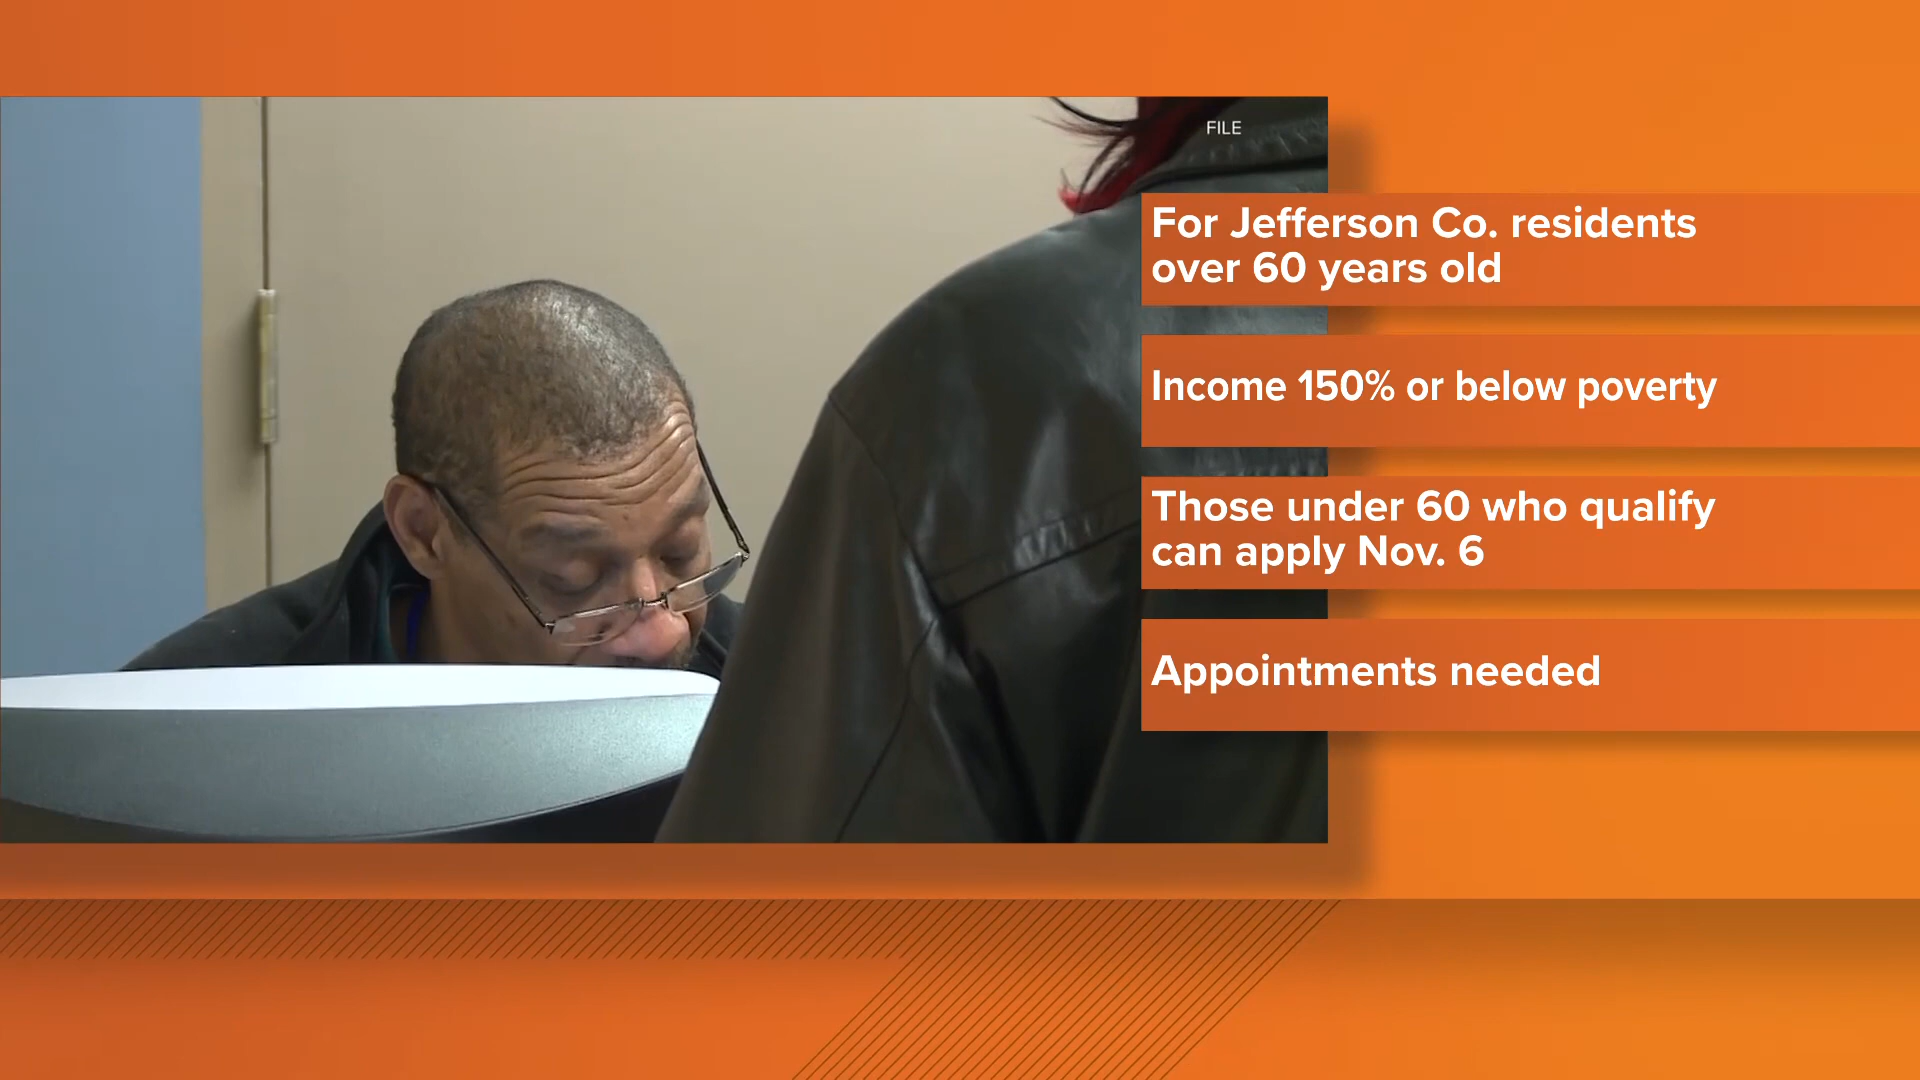 FILE
For Jefferson Co. residents
over 60 years old
Income 150% or below poverty
Those under 60 who qualify
can apply Nov. 6
Appointments needed